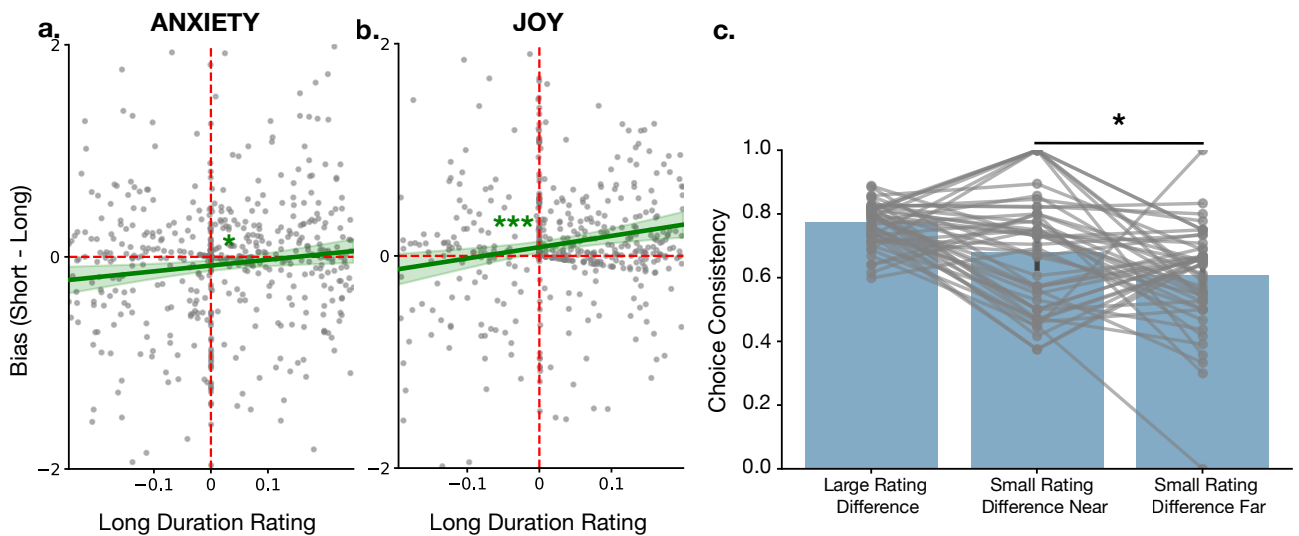 a.
ANXIETY
b.
JOY
c.
2
0
−2
Bias (Short - Long)
*
−0.1
0
0.1
Long Duration Rating
2
0
−2
***
−0.1
0
0.1
Long Duration Rating
*
1.0
0.8
0.6
0.4
0.2
0.0
Choice Consistency
Large Rating
Difference
Small Rating
Difference Near
Small Rating
Difference Far